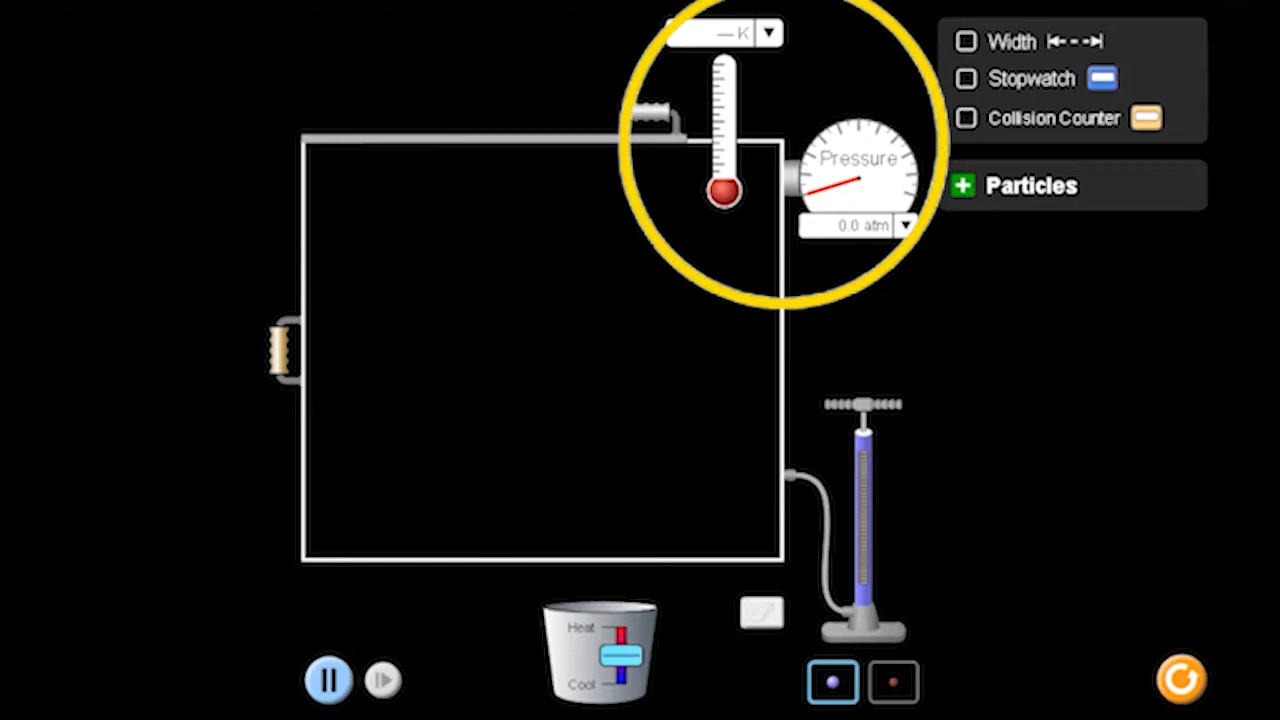 — K
Width
Stopwatch
Collision Counter
Pressure
Particles
0.0 atm
Heat
Cool